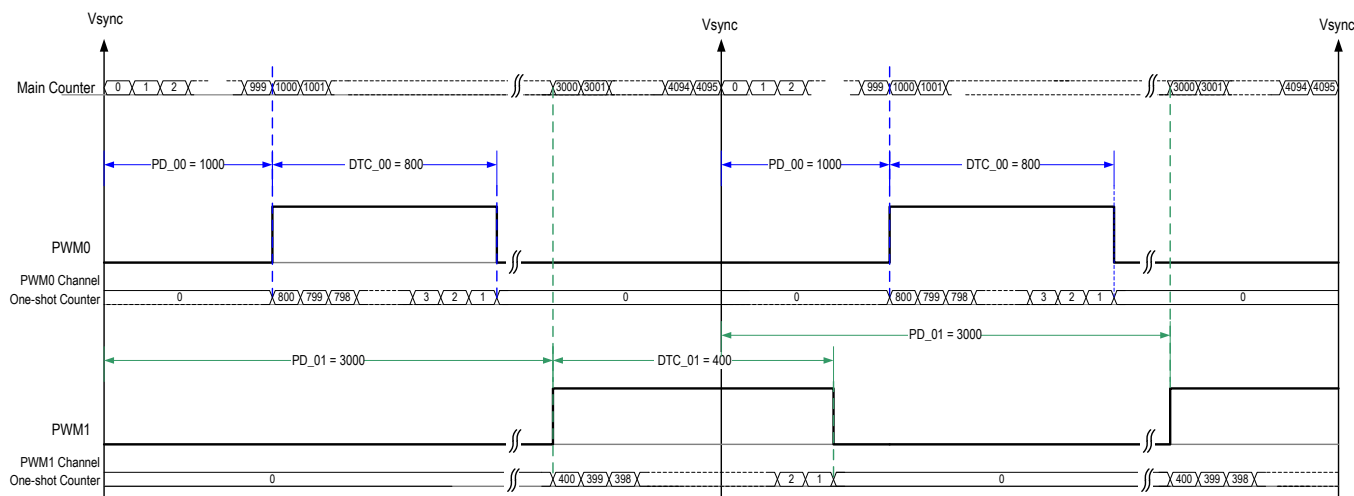 Vsync Vsync Vsync
Main Counter 0 1 2 999 1000 1001 3000 3001 4094 4095 0 1 2 999 1000 1001 3000 3001 4094 4095
PD_00 = 1000 DTC_00 = 800 PD_00 = 1000 DTC_00 = 800
PWM0
PWM0 Channel
One-shot Counter 0 800 799 798 3 2 1 0 0 800 799 798 3 2 1 0
PD_01 = 3000
PD_01 = 3000 DTC_01 = 400
PWM1
PWM1 Channel
One-shot Counter 0 400 399 398 2 1 0 400 399 398